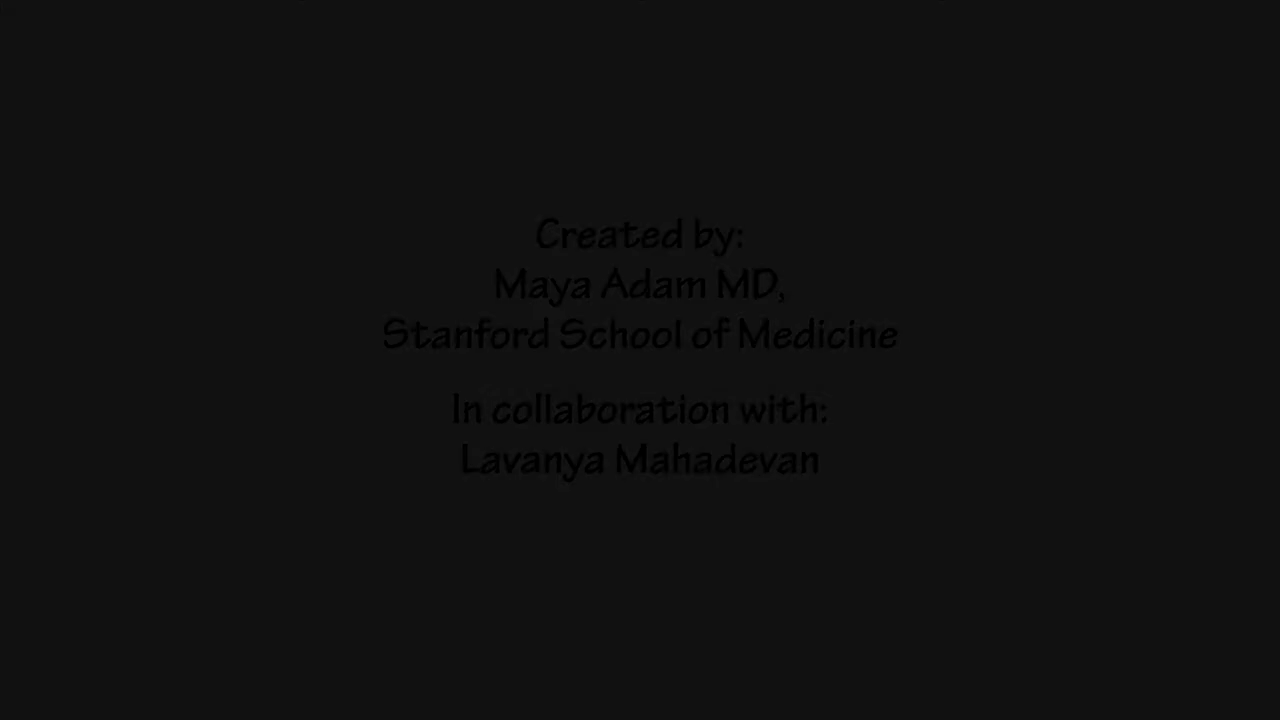 Created by:
Maya Adam MD,
Stanford School of Medicine
In collaboration with:
Lavanya Mahadevan